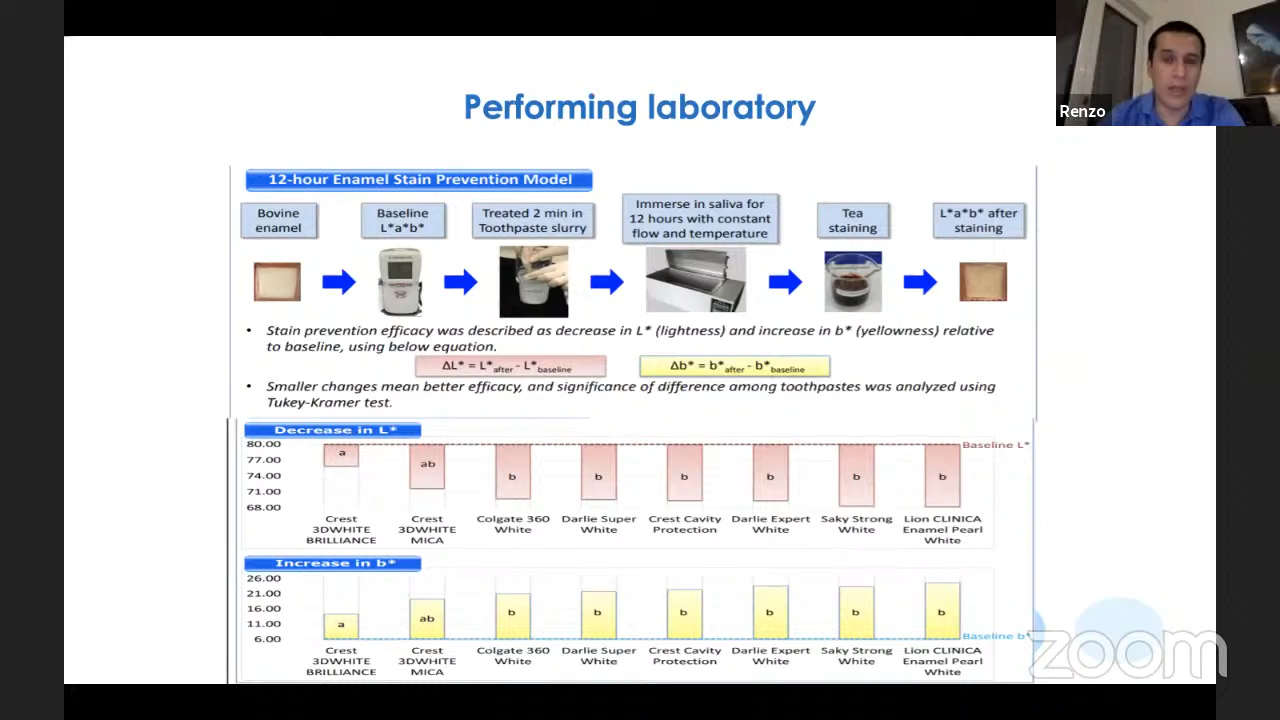 Performing laboratory
Renzo
12-hour Enamel Stain Prevention Model
Bovine
enamel
Baseline
L*a*b*
Treated 2 min in
Toothpaste slurry
Immerse in saliva for
12 hours with constant
flow and temperature
Tea
staining
L*a*b* after
staining
• Stain prevention efficacy was described as decrease in L* (lightness) and increase in b* (yellowness) relative
to baseline, using below equation.
ΔL* = L*after - L*baseline
Δb* = b*after - b*baseline
• Smaller changes mean better efficacy, and significance of difference among toothpastes was analyzed using
Tukey-Kramer test.
Decrease in L*
80.00
77.00
74.00
71.00
68.00
a
ab
b
b
b
b
b
b
Baseline L*
Crest
3DWHITE
BRILLIANCE
Crest
3DWHITE
MICA
Colgate 360
White
Darlie Super
White
Crest Cavity
Protection
Darlie Expert
White
Saky Strong
White
Lion CLINICA
Enamel Pearl
White
Increase in b*
26.00
21.00
16.00
11.00
6.00
a
ab
b
b
b
b
b
b
Baseline b*
Crest
3DWHITE
BRILLIANCE
Crest
3DWHITE
MICA
Colgate 360
White
Darlie Super
White
Crest Cavity
Protection
Darlie Expert
White
Saky Strong
White
Lion CLINICA
Enamel Pearl
White
zoom